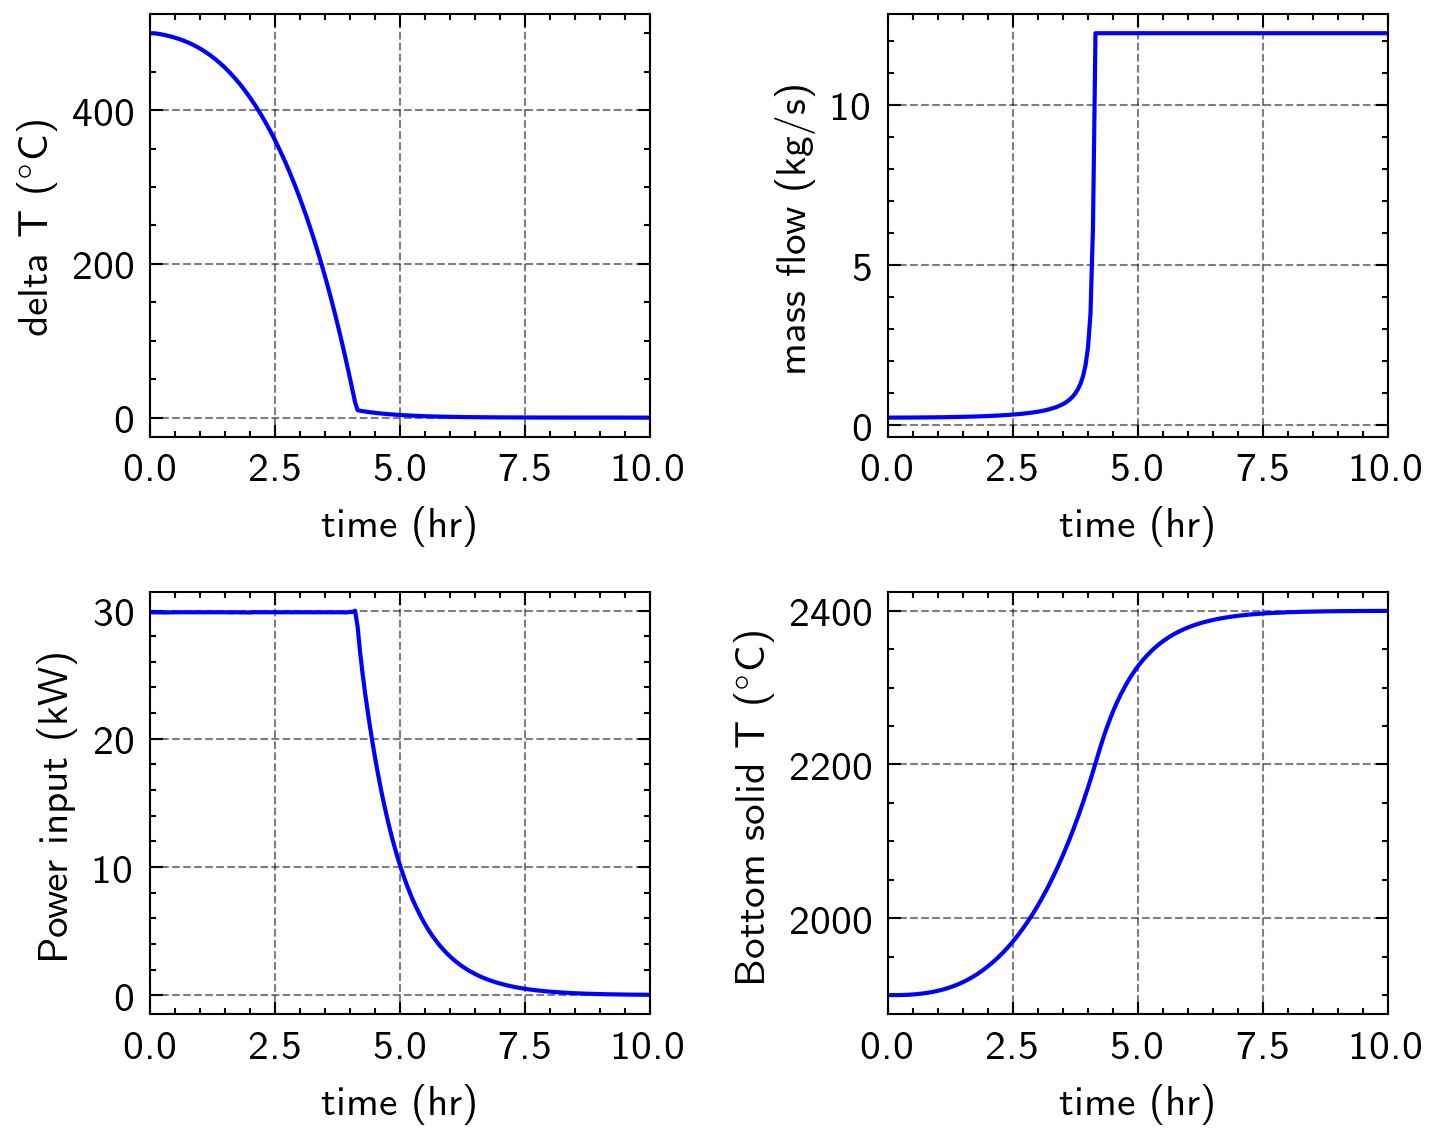 delta T (°C)
400
200
0
0.0 2.5 5.0 7.5 10.0
time (hr)
mass flow (kg/s)
10
5
0
0.0 2.5 5.0 7.5 10.0
time (hr)
Power input (kW)
30
20
10
0
0.0 2.5 5.0 7.5 10.0
time (hr)
Bottom solid T (°C)
2400
2200
2000
0.0 2.5 5.0 7.5 10.0
time (hr)